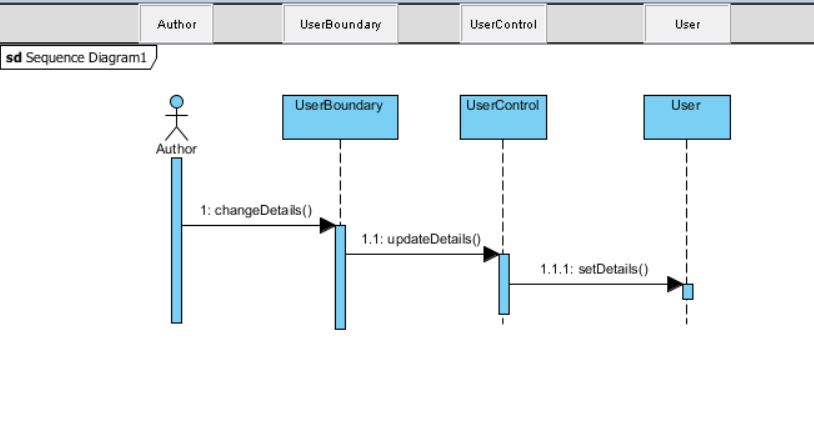 Author
UserBoundary
UserControl
User
sd Sequence Diagram1
UserBoundary
UserControl
User
Author
1: changeDetails()
1.1: updateDetails()
1.1.1: setDetails()